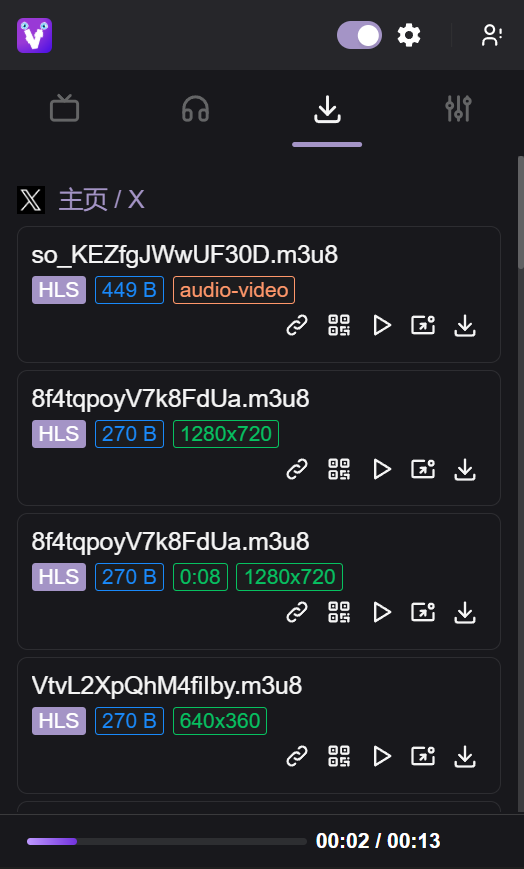 主页 / X
so_KEZfgJWwUF30D.m3u8
HLS 449 B audio-video
8f4tqpoyV7k8FdUa.m3u8
HLS 270 B 1280x720
8f4tqpoyV7k8FdUa.m3u8
HLS 270 B 0:08 1280x720
VtvL2XpQhM4filby.m3u8
HLS 270 B 640x360
00:02 / 00:13